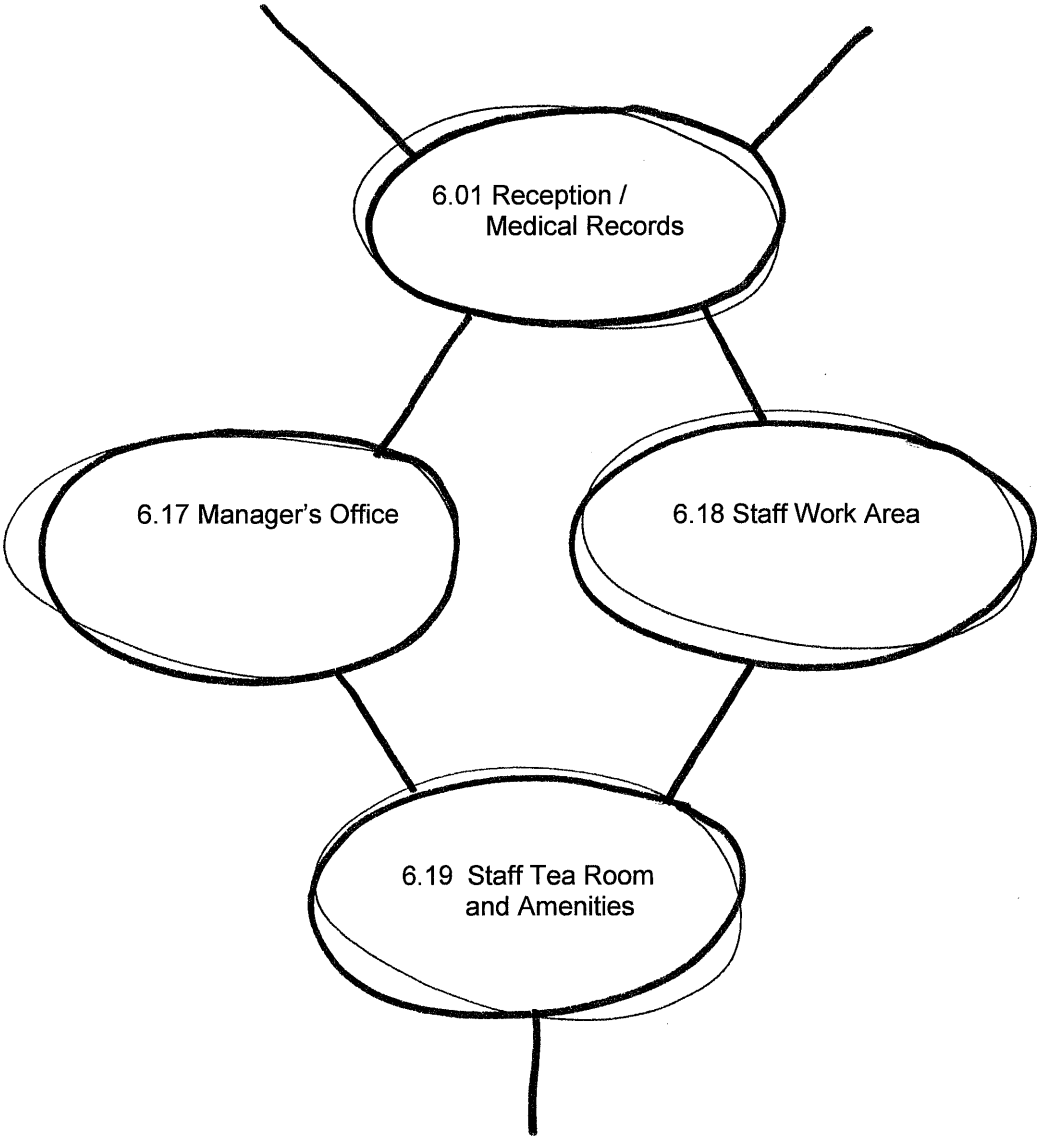 6.01 Reception /
Medical Records
6.17 Manager's Office
6.18 Staff Work Area
6.19 Staff Tea Room
and Amenities